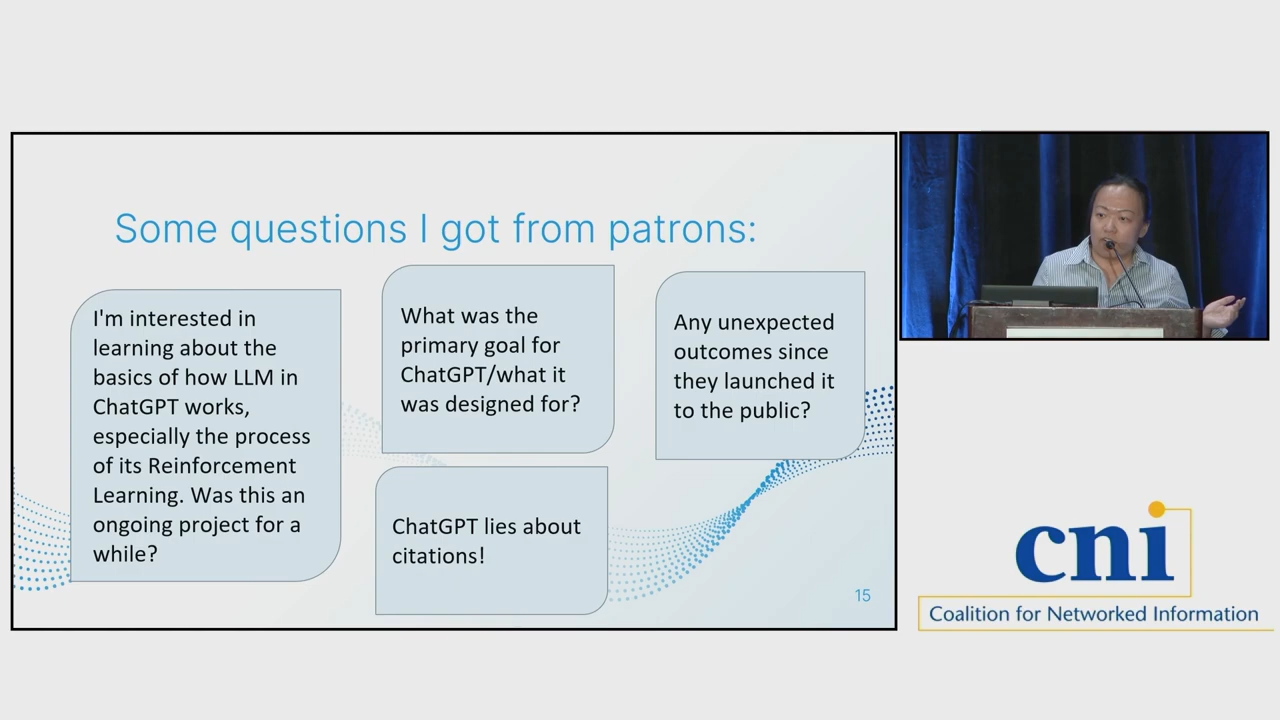 Some questions I got from patrons:
I'm interested in
learning about the
basics of how LLM in
ChatGPT works,
especially the process
of its Reinforcement
Learning. Was this an
ongoing project for a
while?
What was the
primary goal for
ChatGPT/what it
was designed for?
Any unexpected
outcomes since
they launched it
to the public?
ChatGPT lies about
citations!
15
cni
Coalition for Networked Information